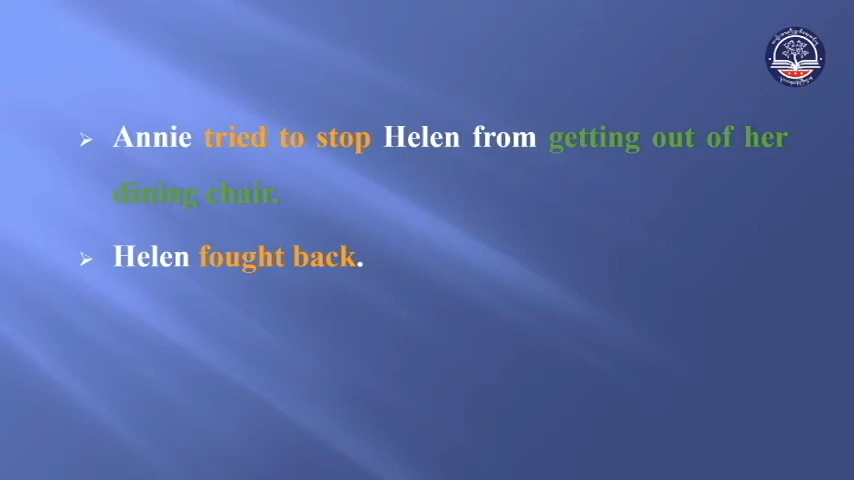 ➢ Annie tried to stop Helen from getting out of her
dining chair.
➢ Helen fought back.